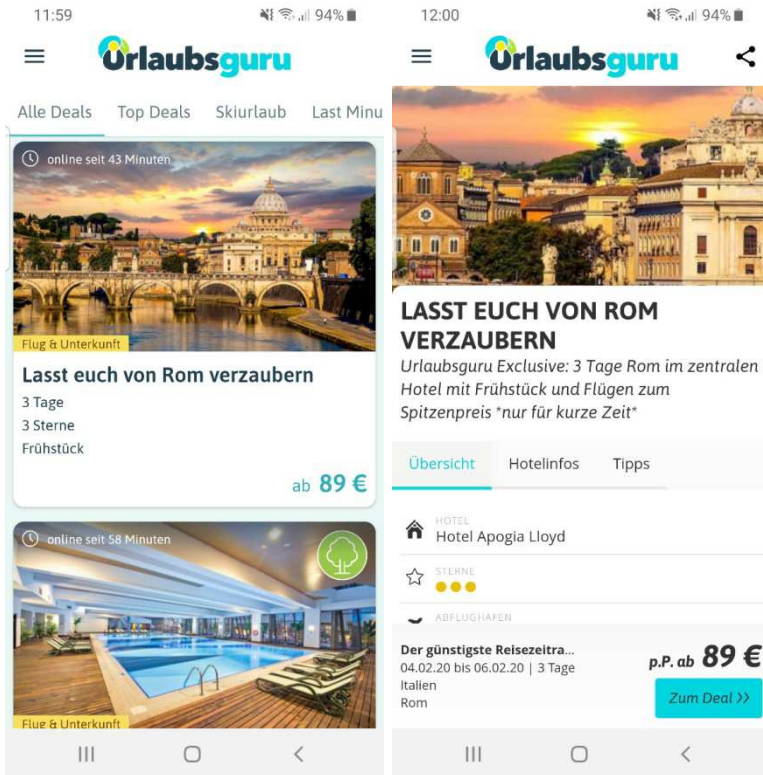 11:59
94%
Urlaubsguru
Alle Deals Top Deals Skiurlaub Last Minu
online seit 43 Minuten
Flug & Unterkunft
Lasst euch von Rom verzaubern
3 Tage
3 Sterne
Frühstück
ab 89 €
online seit 58 Minuten
Flug & Unterkunft
12:00
94%
Urlaubsguru
LASST EUCH VON ROM
VERZAUBERN
Urlaubsguru Exclusive: 3 Tage Rom im zentralen
Hotel mit Frühstück und Flügen zum
Spitzenpreis *nur für kurze Zeit*
Übersicht Hotelinfos Tipps
HOTEL
Hotel Apogia Lloyd
STERNE
ABFLUGHAFEN
Der günstigste Reisezeitra...
04.02.20 bis 06.02.20 | 3 Tage
Italien
Rom
p.P. ab 89 €
Zum Deal >>